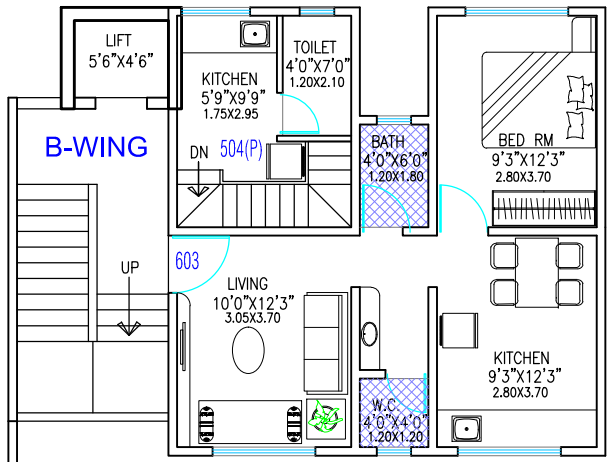 LIFT
5'6"X4'6"
B-WING
KITCHEN
5'9"X9'9"
1.75X2.95
TOILET
4'0"X7'0"
1.20X2.10
DN
504(P)
BATH
4'0"X6'0"
1.20X1.80
BED RM
9'3"X12'3"
2.80X3.70
UP
603
LIVING
10'0"X12'3"
3.05X3.70
KITCHEN
9'3"X12'3"
2.80X3.70
W.C.
4'0"X4'0"
1.20X1.20